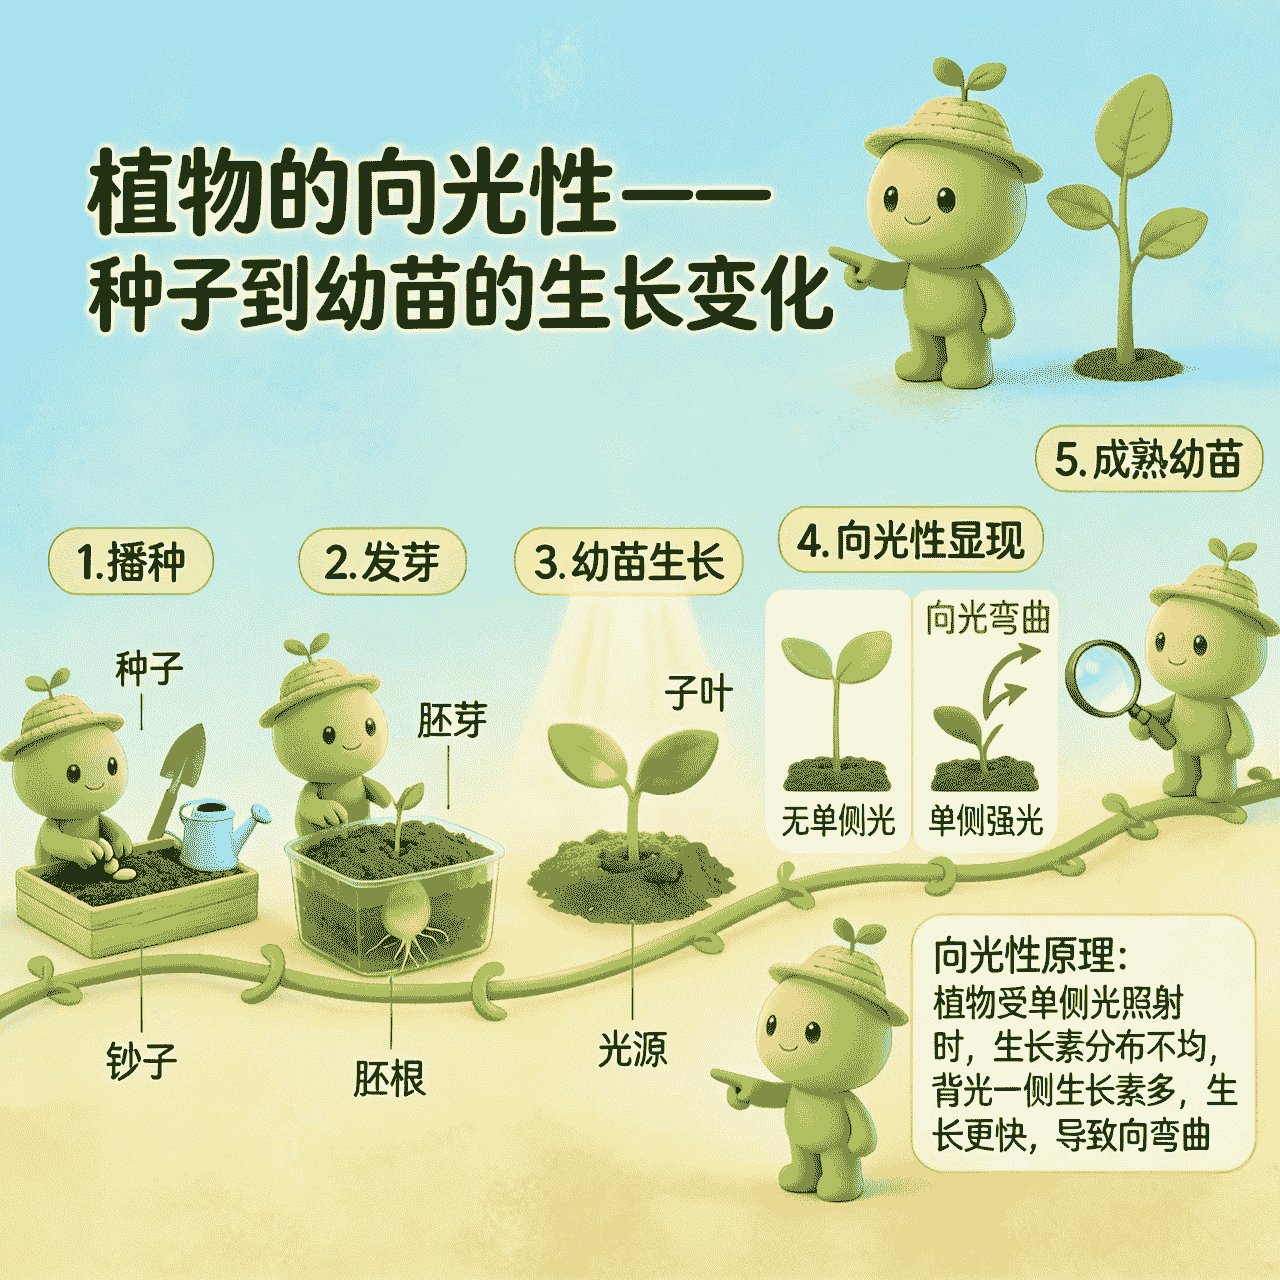 植物的向光性——
种子到幼苗的生长变化
1.播种
2.发芽
3.幼苗生长
4.向光性显现
5.成熟幼苗
种子
钞子
胚芽
胚根
子叶
光源
向光弯曲
无单侧光
单侧强光
向光性原理：
植物受单侧光照射
时，生长素分布不均，
背光一侧生长素多，生
长更快，导致向弯曲